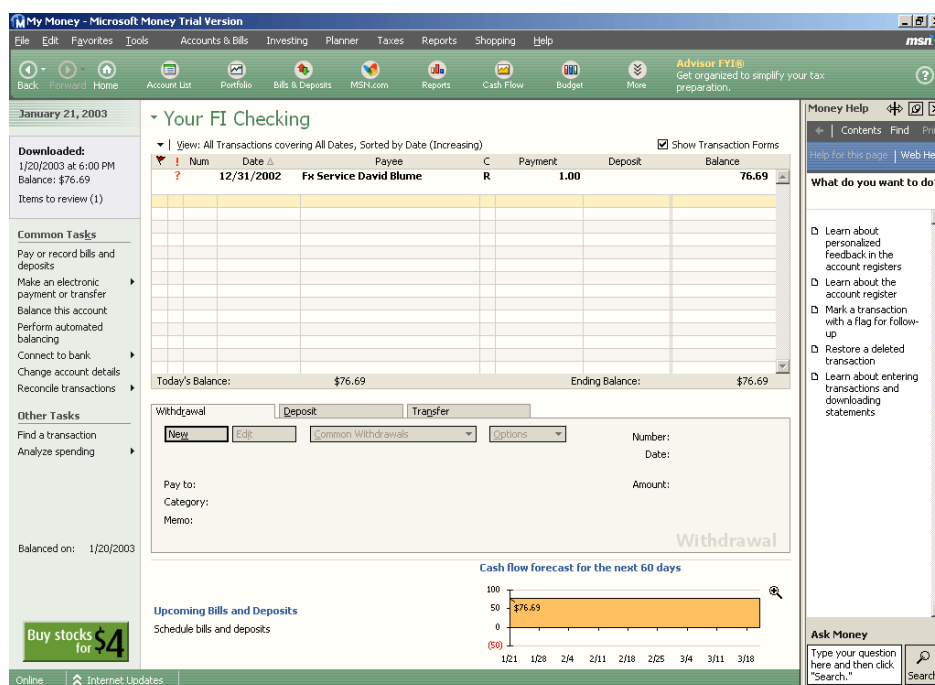 My Money - Microsoft Money Trial Version
File Edit Favorites Tools Accounts & Bills Investing Planner Taxes Reports Shopping Help
msn
Back Forward Home Account List Portfolio Bills & Deposits MSN.com Reports Cash Flow Budget More
Advisor FYI®
Get organized to simplify your tax
preparation.
January 21, 2003
Downloaded:
1/20/2003 at 6:00 PM
Balance: $76.69
Items to review (1)
Common Tasks
Pay or record bills and
deposits
Make an electronic
payment or transfer
Balance this account
Perform automated
balancing
Connect to bank
Change account details
Reconcile transactions
Other Tasks
Find a transaction
Analyze spending
Balanced on: 1/20/2003
Buy stocks
for $4
Your FI Checking
View: All Transactions covering All Dates, Sorted by Date (Increasing)
Show Transaction Forms
! Num Date Payee C Payment Deposit Balance
? 12/31/2002 Fx Service David Blume R 1.00 76.69
Today's Balance: $76.69 Ending Balance: $76.69
Withdrawal Deposit Transfer
New Edit Common Withdrawals Options
Number:
Date:
Pay to:
Amount:
Category:
Memo:
Withdrawal
Upcoming Bills and Deposits
Schedule bills and deposits
Cash flow forecast for the next 60 days
100
50
$76.69
0
(50)
1/21 1/28 2/4 2/11 2/18 2/25 3/4 3/11 3/18
Money Help
Contents Find Pri
Help for this page Web He
What do you want to do?
Learn about
personalized
feedback in the
account registers
Learn about the
account register
Mark a transaction
with a flag for follow-
up
Restore a deleted
transaction
Learn about entering
transactions and
downloading
statements
Ask Money
Type your question
here and then click
"Search."
Search
Online Internet Updates